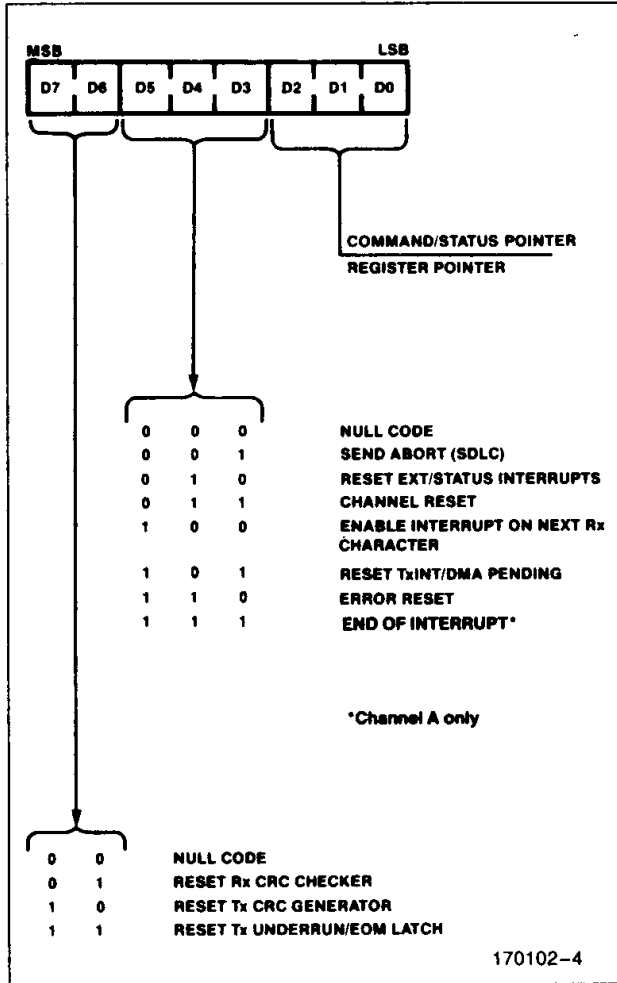 MSB LSB
D7 D6 D5 D4 D3 D2 D1 D0
COMMAND/STATUS POINTER
REGISTER POINTER
0 0 0 NULL CODE
0 0 1 SEND ABORT (SDLC)
0 1 0 RESET EXT/STATUS INTERRUPTS
0 1 1 CHANNEL RESET
1 0 0 ENABLE INTERRUPT ON NEXT Rx
CHARACTER
1 0 1 RESET TxINT/DMA PENDING
1 1 0 ERROR RESET
1 1 1 END OF INTERRUPT*
*Channel A only
0 0 NULL CODE
0 1 RESET Rx CRC CHECKER
1 0 RESET Tx CRC GENERATOR
1 1 RESET Tx UNDERRUN/EOM LATCH
170102-4